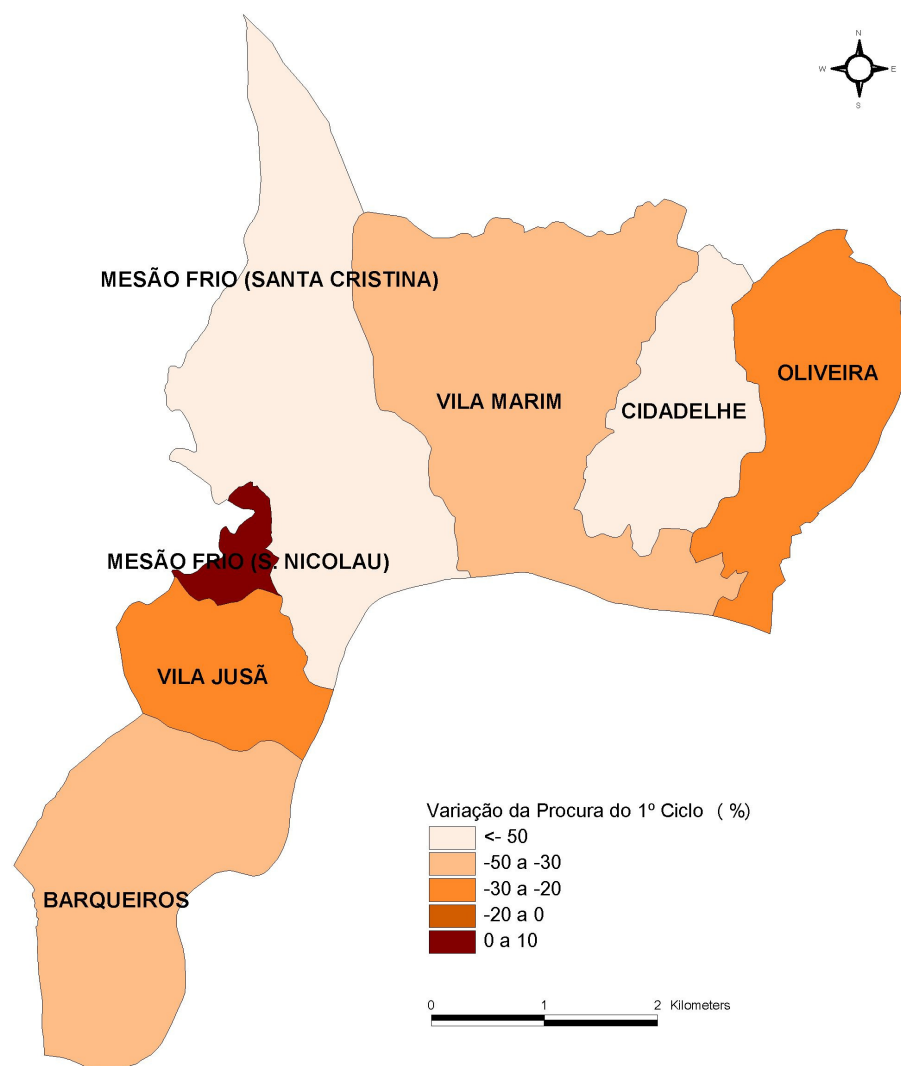 N
W E
S
MESÃO FRIO (SANTA CRISTINA)
OLIVEIRA
VILA MARIM
CIDADELHE
MESÃO FRIO (S. NICOLAU)
VILA JUSÃ
Variação da Procura do 1º Ciclo ( %)
<- 50
-50 a -30
-30 a -20
-20 a 0
0 a 10
BARQUEIROS
0 1 2 Kilometers